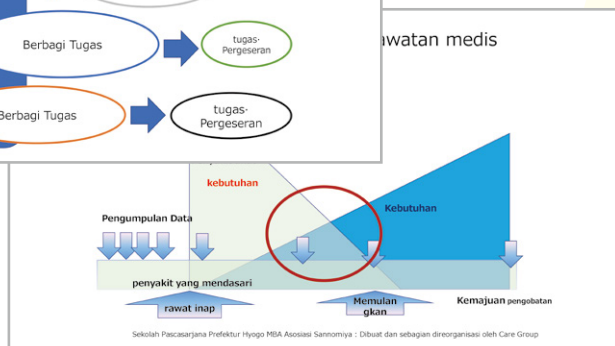 Berbagi Tugas
tugas-
Pergeseran
Berbagi Tugas
tugas-
Pergeseran
awatan medis
kebutuhan
Kebutuhan
Pengumpulan Data
penyakit yang mendasari
rawat inap
Memulan
gkan
Kemajuan pengobatan
Sekolah Pascasarjana Prefektur Hyogo MBA Asosiasi Sannomiya : Dibuat dan sebagian direorganisasi oleh Care Group